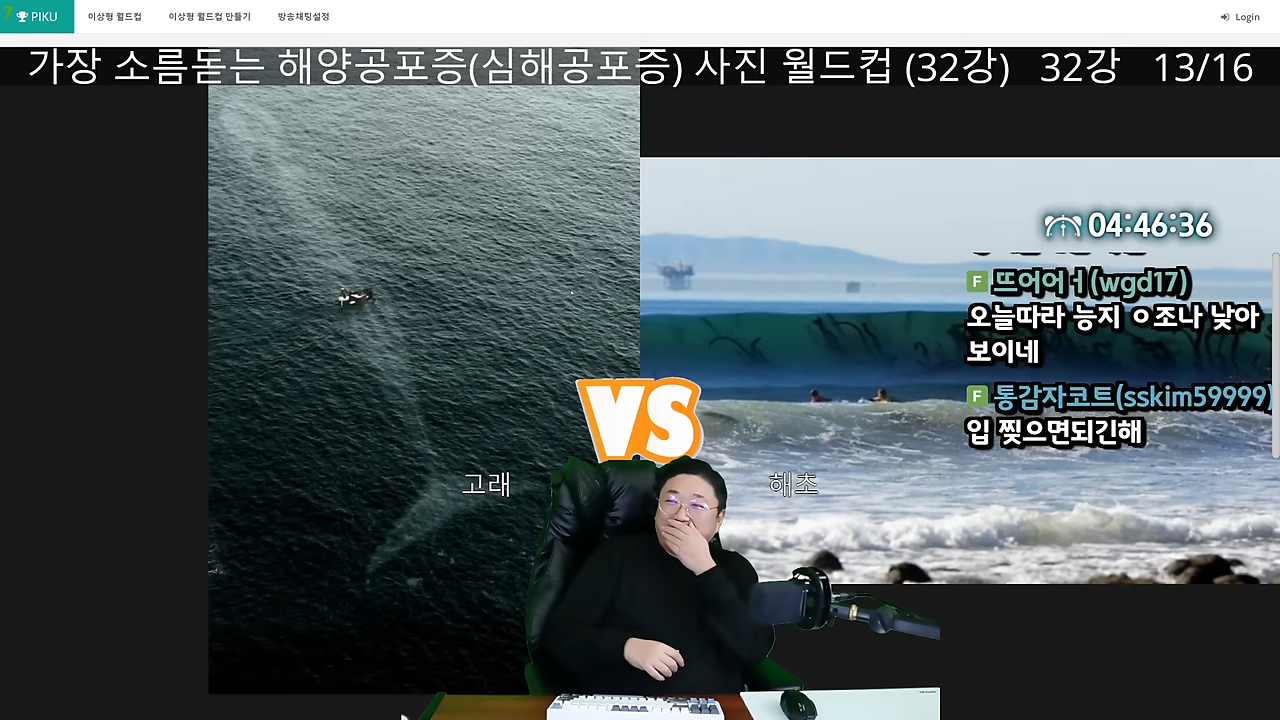 7
PIKU
이상형 월드컵
이상형 월드컵 만들기
방송채팅설정
Login
가장 소름돋는 해양공포증(심해공포증) 사진 월드컵 (32강) 32강 13/16
04:46:36
F 뜨어어ㅕ(wgd17)
오늘따라 능지 ㅇ조나 낮아
보이네
F 통감자코트(sskim59999)
입 찢으면되긴해
VS
고래
해초